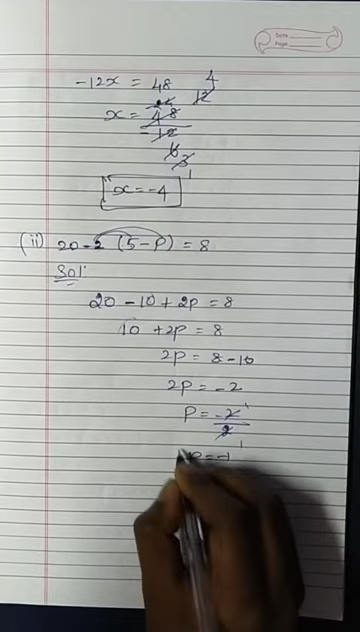 Date
Page
-12x = 48
x = 48/-12
x = -4
(ii) 20 - 2 (5 - P) = 8
Sol:
20 - 10 + 2P = 8
10 + 2P = 8
2P = 8 - 10
2P = -2
P = -2/2
P = -1